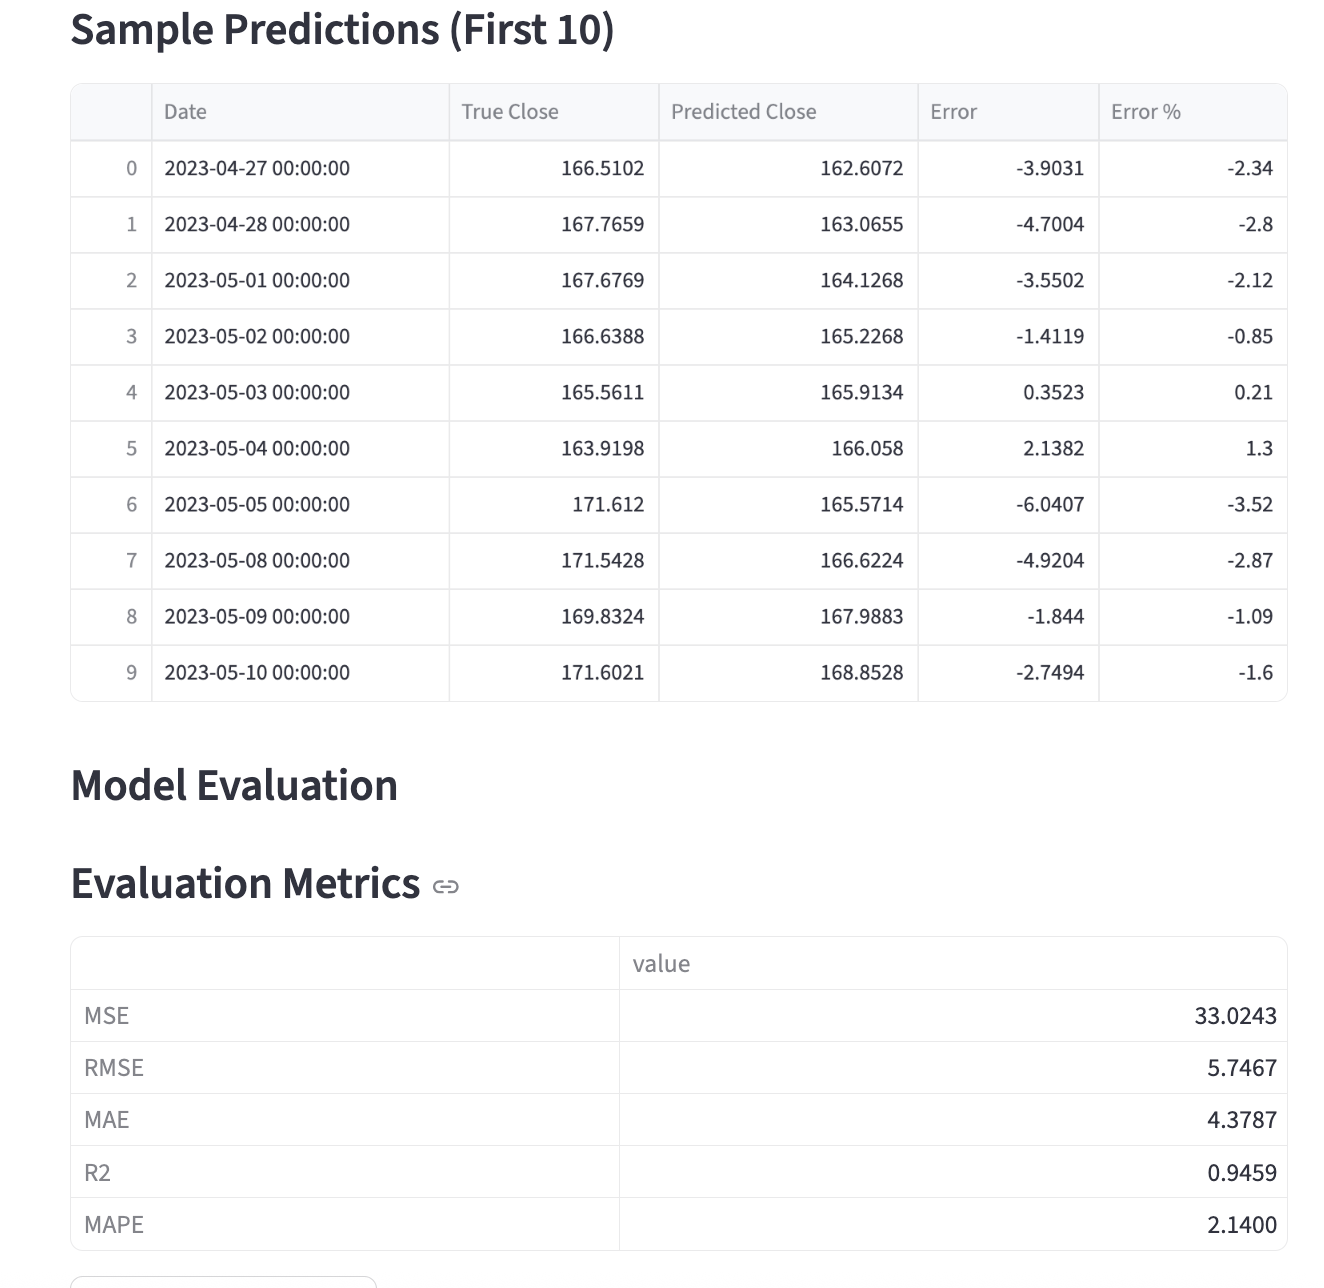 Sample Predictions (First 10)
Date True Close Predicted Close Error Error %
0 2023-04-27 00:00:00 166.5102 162.6072 -3.9031 -2.34
1 2023-04-28 00:00:00 167.7659 163.0655 -4.7004 -2.8
2 2023-05-01 00:00:00 167.6769 164.1268 -3.5502 -2.12
3 2023-05-02 00:00:00 166.6388 165.2268 -1.4119 -0.85
4 2023-05-03 00:00:00 165.5611 165.9134 0.3523 0.21
5 2023-05-04 00:00:00 163.9198 166.058 2.1382 1.3
6 2023-05-05 00:00:00 171.612 165.5714 -6.0407 -3.52
7 2023-05-08 00:00:00 171.5428 166.6224 -4.9204 -2.87
8 2023-05-09 00:00:00 169.8324 167.9883 -1.844 -1.09
9 2023-05-10 00:00:00 171.6021 168.8528 -2.7494 -1.6
Model Evaluation
Evaluation Metrics
value
MSE 33.0243
RMSE 5.7467
MAE 4.3787
R2 0.9459
MAPE 2.1400